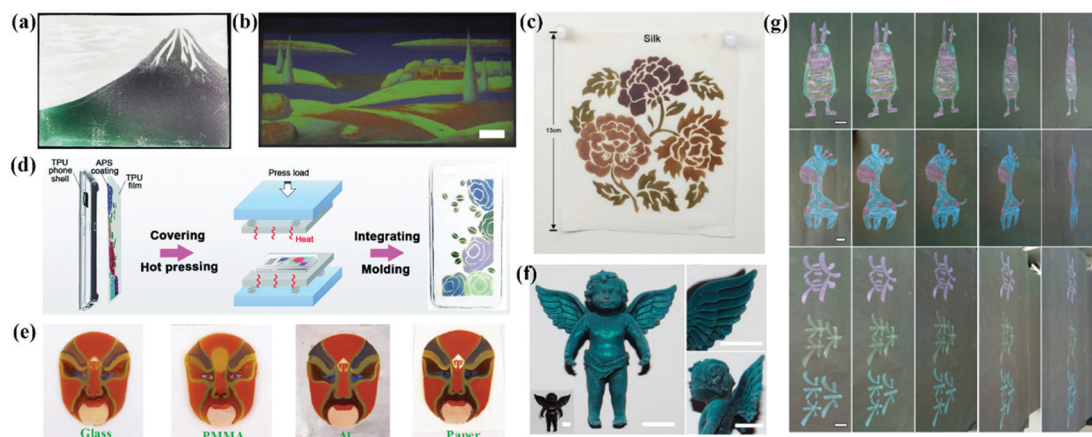 (a)
(b)
(c)
Silk
13cm
(d)
TPU
phone
shell
APS
coating
TPU
film
Covering
Hot pressing
Press load
Heat
Integrating
Molding
(e)
Glass
PMMA
Al
Paper
(f)
(g)